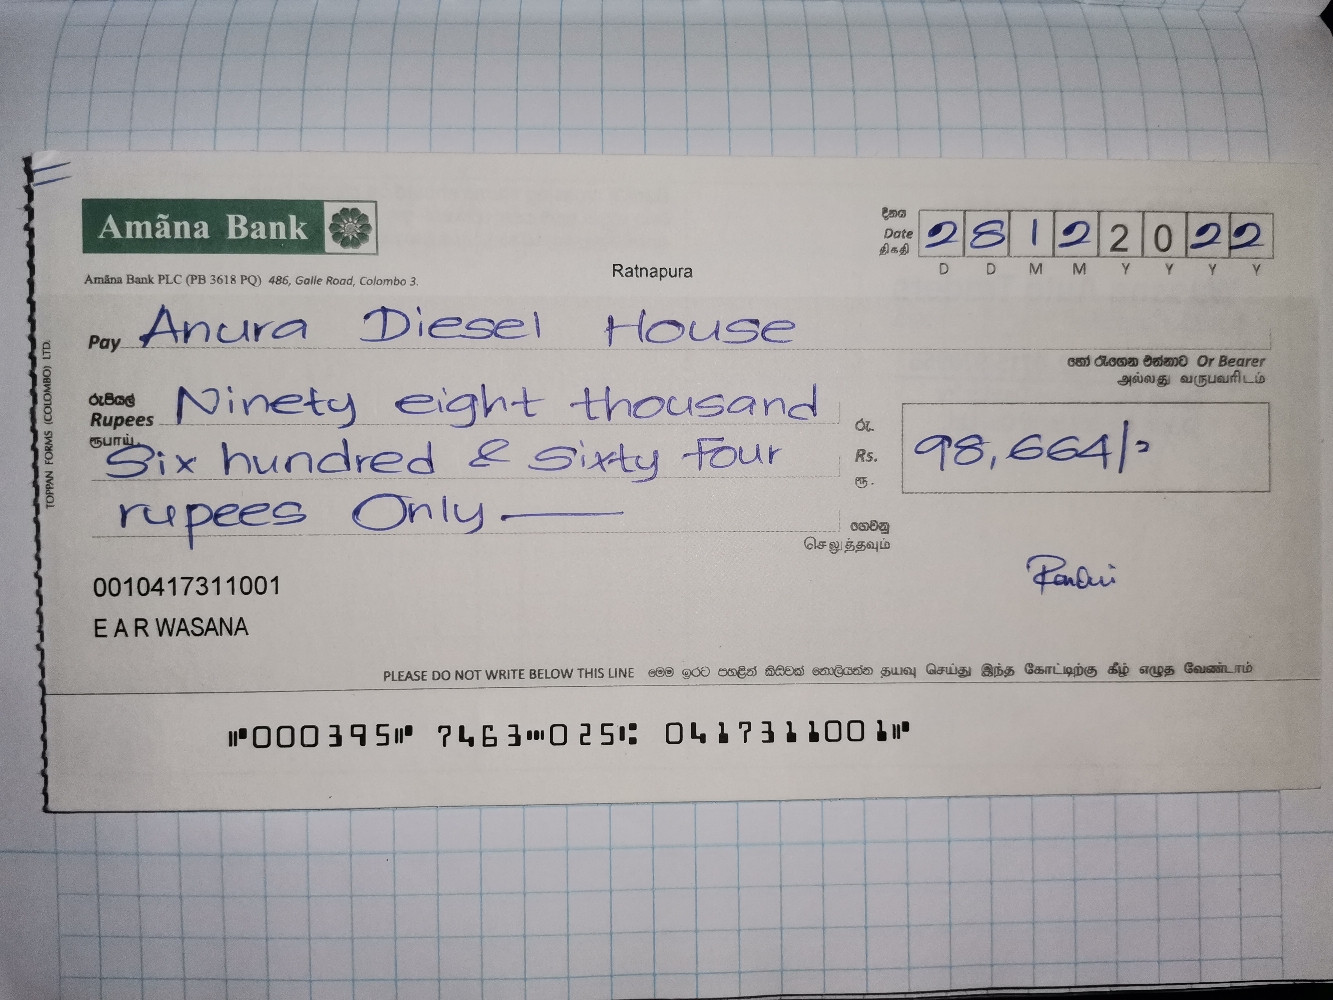 Amãna Bank
දිනය
Date
திகதி
28122022
D D M M Y Y Y Y
Amãna Bank PLC (PB 3618 PQ) 486, Galle Road, Colombo 3.
Ratnapura
Pay Anura Diesel House
හෝ රැගෙන එන්නාට Or Bearer
அல்லது வருபவரிடம்
රුපියල්
Rupees
ரூபாய்
Ninety eight thousand
Six hundred & Sixty Four
rupees Only
රු.
Rs.
ரூ.
98,664/=
ගෙවනු
செலுத்தவும்
0010417311001
E A R WASANA
TOPPAN FORMS (COLOMBO) LTD.
PLEASE DO NOT WRITE BELOW THIS LINE මෙම ඉරට පහළින් කිසිවක් නොලියන්න தயவு செய்து இந்த கோட்டிற்கு கீழ் எழுத வேண்டாம்
⑈000395⑈ 7463⑉025⑆ 0417311001⑈